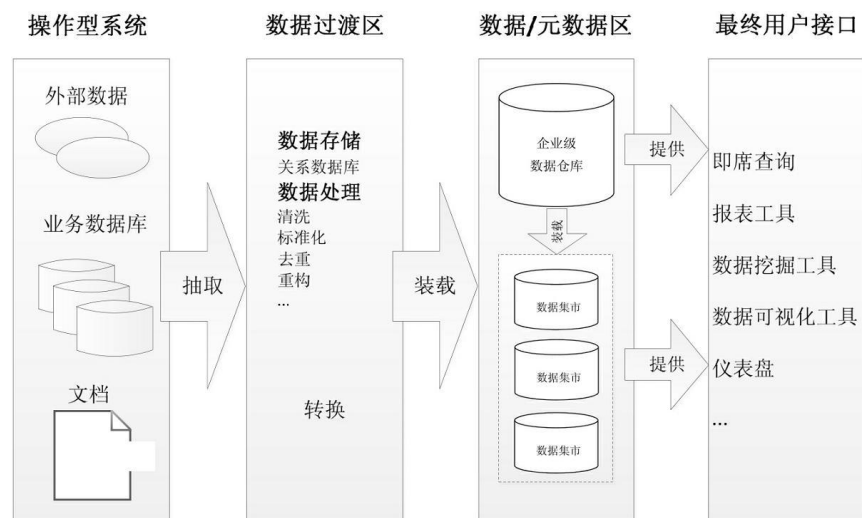 操作型系统
数据过渡区
数据/元数据区
最终用户接口
外部数据
业务数据库
文档
抽取
数据存储
关系数据库
数据处理
清洗
标准化
去重
重构
...
转换
装载
企业级
数据仓库
装载
数据集市
数据集市
数据集市
提供
提供
即席查询
报表工具
数据挖掘工具
数据可视化工具
仪表盘
...